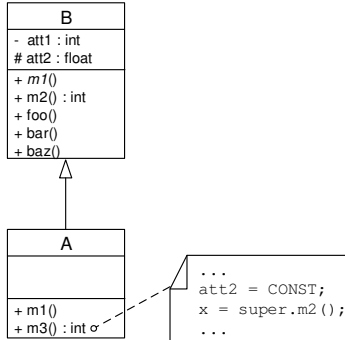 B
- att1 : int
# att2 : float
+ m1()
+ m2() : int
+ foo()
+ bar()
+ baz()
A
+ m1()
+ m3() : int
...
att2 = CONST;
x = super.m2();
...